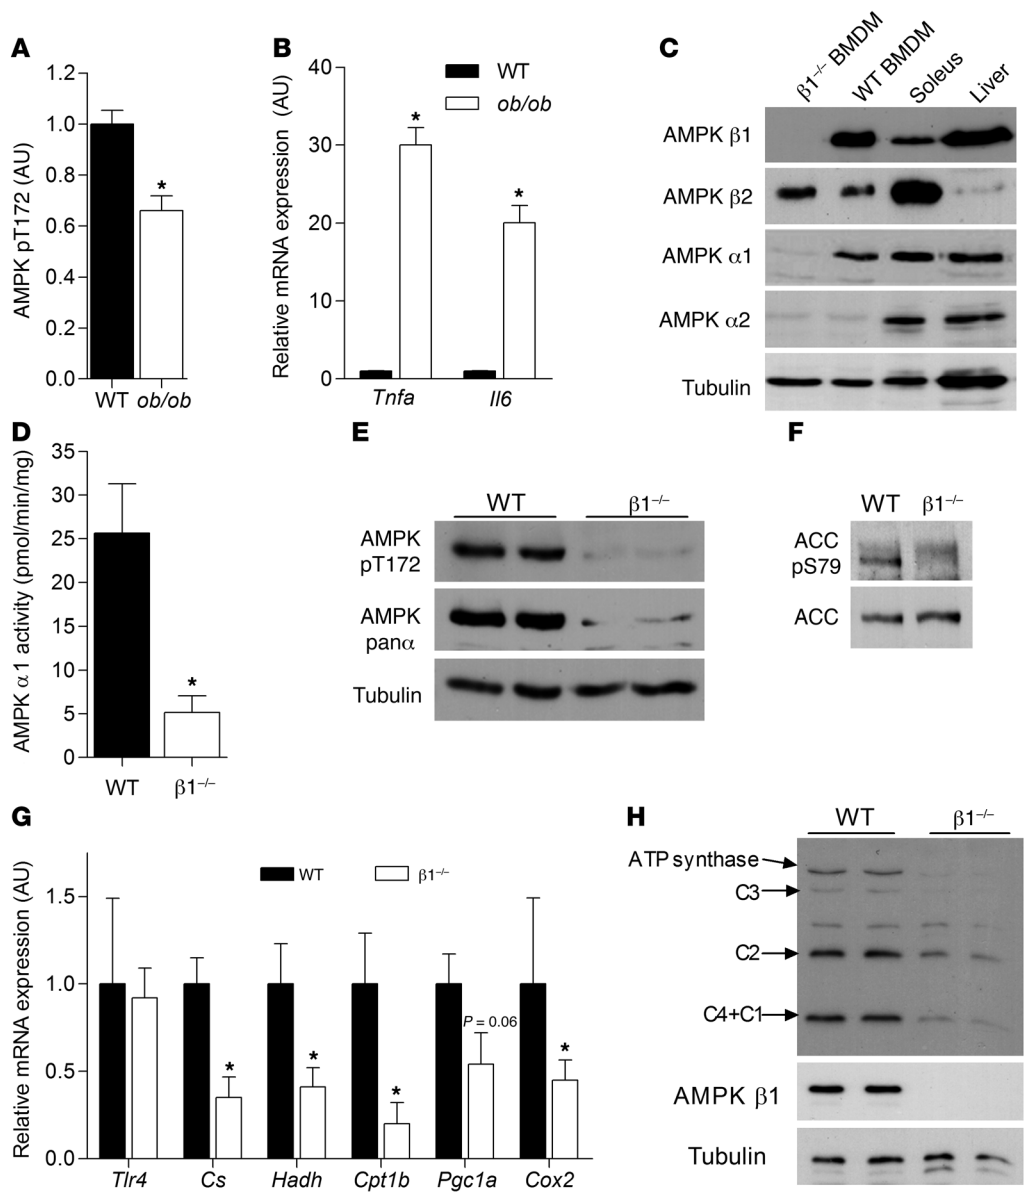 A
AMPK pT172 (AU)
1.2
1.0
0.8
0.6
0.4
0.2
0.0
*
WT ob/ob
B
Relative mRNA expression (AU)
40
30
20
10
0
WT
ob/ob
*
*
Tnfa
Il6
C
β1–/– BMDM
WT BMDM
Soleus
Liver
AMPK β1
AMPK β2
AMPK α1
AMPK α2
Tubulin
D
AMPK α1 activity (pmol/min/mg)
35
30
25
20
15
10
5
0
*
WT
β1–/–
E
WT
β1–/–
AMPK
pT172
AMPK
panα
Tubulin
F
WT
β1–/–
ACC
pS79
ACC
G
Relative mRNA expression (AU)
1.5
1.0
0.5
0.0
WT
β1–/–
*
*
*
P = 0.06
*
Tlr4
Cs
Hadh
Cpt1b
Pgc1a
Cox2
H
WT
β1–/–
ATP synthase
C3
C2
C4+C1
AMPK β1
Tubulin